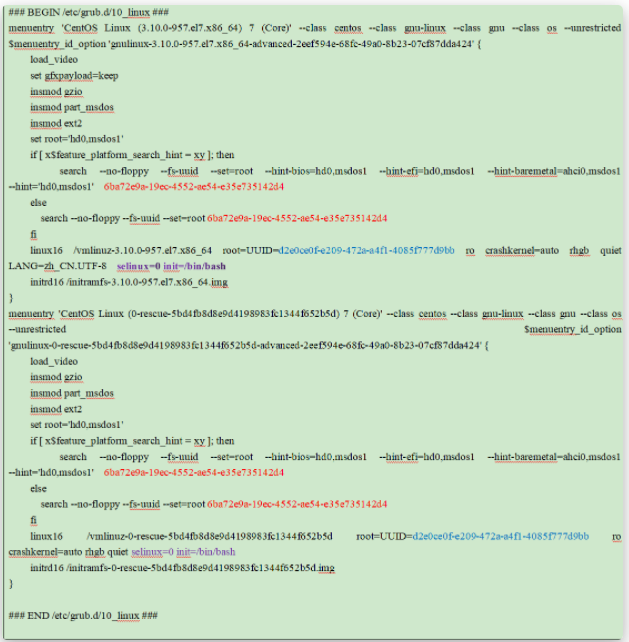 ### BEGIN /etc/grub.d/10_linux ###
menuentry 'CentOS Linux (3.10.0-957.el7.x86_64) 7 (Core)' --class centos --class gnu-linux --class gnu --class os --unrestricted
$menuentry_id_option 'gnulinux-3.10.0-957.el7.x86_64-advanced-2eef594e-68fc-49a0-8b23-07cf87dda424' {
load_video
set gfxpayload=keep
insmod gzio
insmod part_msdos
insmod ext2
set root='hd0,msdos1'
if [ x$feature_platform_search_hint = xy ]; then
search --no-floppy --fs-uuid --set=root --hint-bios=hd0,msdos1 --hint-efi=hd0,msdos1 --hint-baremetal=ahci0,msdos1
--hint='hd0,msdos1' 6ba72e9a-19ec-4552-ae54-e35e735142d4
else
search --no-floppy --fs-uuid --set=root 6ba72e9a-19ec-4552-ae54-e35e735142d4
fi
linux16 /vmlinuz-3.10.0-957.el7.x86_64 root=UUID=d2e0ce0f-e209-472a-a4f1-4085f777d9bb ro crashkernel=auto rhgb quiet
LANG=zh_CN.UTF-8 selinux=0 init=/bin/bash
initrd16 /initramfs-3.10.0-957.el7.x86_64.img
}
menuentry 'CentOS Linux (0-rescue-5bd4fb8d8e9d4198983fc1344f652b5d) 7 (Core)' --class centos --class gnu-linux --class gnu --class os
--unrestricted $menuentry_id_option
'gnulinux-0-rescue-5bd4fb8d8e9d4198983fc1344f652b5d-advanced-2eef594e-68fc-49a0-8b23-07cf87dda424' {
load_video
insmod gzio
insmod part_msdos
insmod ext2
set root='hd0,msdos1'
if [ x$feature_platform_search_hint = xy ]; then
search --no-floppy --fs-uuid --set=root --hint-bios=hd0,msdos1 --hint-efi=hd0,msdos1 --hint-baremetal=ahci0,msdos1
--hint='hd0,msdos1' 6ba72e9a-19ec-4552-ae54-e35e735142d4
else
search --no-floppy --fs-uuid --set=root 6ba72e9a-19ec-4552-ae54-e35e735142d4
fi
linux16 /vmlinuz-0-rescue-5bd4fb8d8e9d4198983fc1344f652b5d root=UUID=d2e0ce0f-e209-472a-a4f1-4085f777d9bb ro
crashkernel=auto rhgb quiet selinux=0 init=/bin/bash
initrd16 /initramfs-0-rescue-5bd4fb8d8e9d4198983fc1344f652b5d.img
}
### END /etc/grub.d/10_linux ###